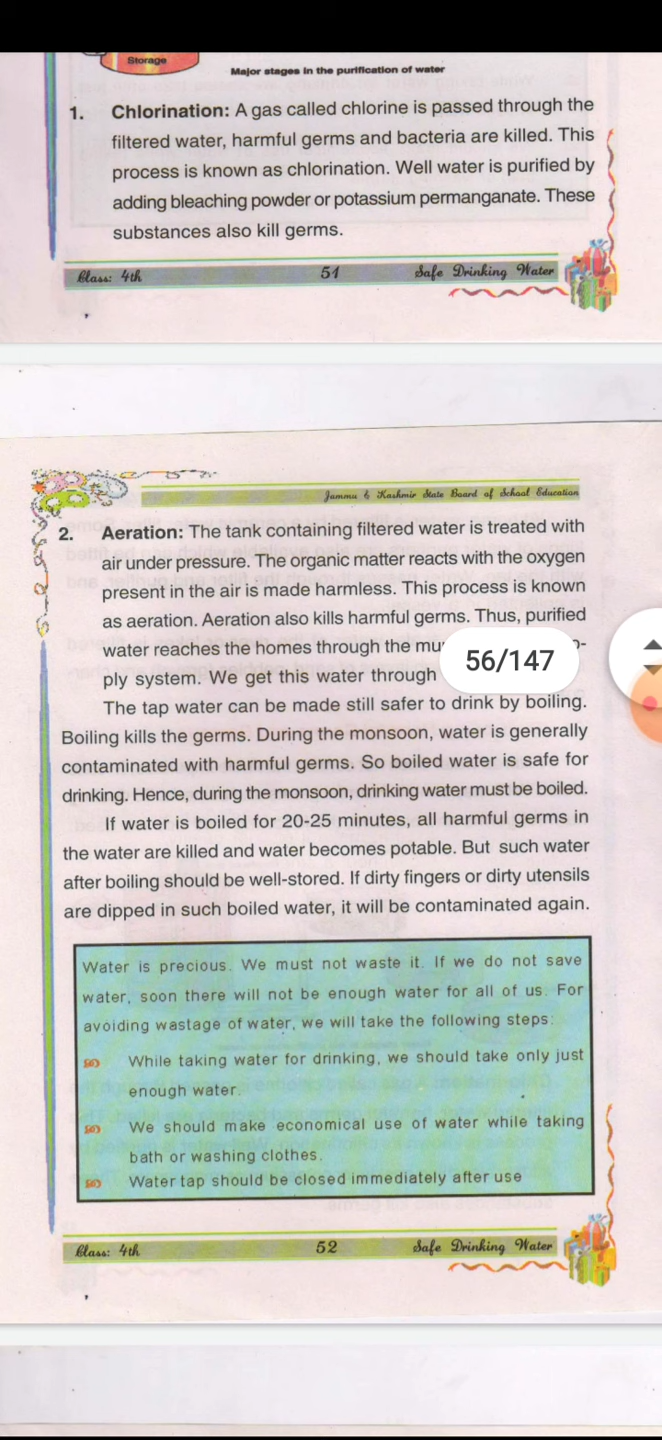 Storage
Major stages in the purification of water
1. Chlorination: A gas called chlorine is passed through the
filtered water, harmful germs and bacteria are killed. This
process is known as chlorination. Well water is purified by
adding bleaching powder or potassium permanganate. These
substances also kill germs.
Class: 4th 51 Safe Drinking Water
Jammu & Kashmir State Board of School Education
2. Aeration: The tank containing filtered water is treated with
air under pressure. The organic matter reacts with the oxygen
present in the air is made harmless. This process is known
as aeration. Aeration also kills harmful germs. Thus, purified
water reaches the homes through the
ply system. We get this water through
56/147
The tap water can be made still safer to drink by boiling.
Boiling kills the germs. During the monsoon, water is generally
contaminated with harmful germs. So boiled water is safe for
drinking. Hence, during the monsoon, drinking water must be boiled.
If water is boiled for 20-25 minutes, all harmful germs in
the water are killed and water becomes potable. But such water
after boiling should be well-stored. If dirty fingers or dirty utensils
are dipped in such boiled water, it will be contaminated again.
Water is precious. We must not waste it. If we do not save
water, soon there will not be enough water for all of us. For
avoiding wastage of water, we will take the following steps:
While taking water for drinking, we should take only just
enough water.
We should make economical use of water while taking
bath or washing clothes.
Water tap should be closed immediately after use
Class: 4th 52 Safe Drinking Water